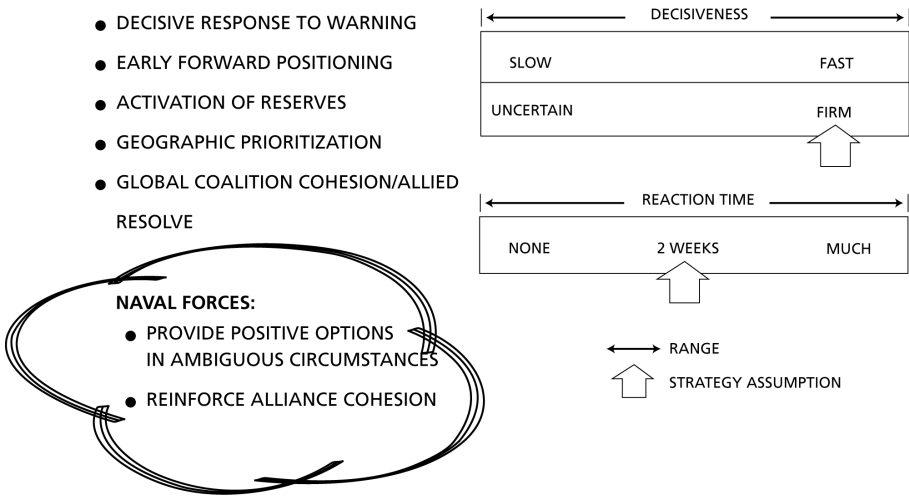 ● DECISIVE RESPONSE TO WARNING
● EARLY FORWARD POSITIONING
● ACTIVATION OF RESERVES
● GEOGRAPHIC PRIORITIZATION
● GLOBAL COALITION COHESION/ALLIED
RESOLVE
NAVAL FORCES:
● PROVIDE POSITIVE OPTIONS
IN AMBIGUOUS CIRCUMSTANCES
● REINFORCE ALLIANCE COHESION
DECISIVENESS
SLOW FAST
UNCERTAIN FIRM
REACTION TIME
NONE 2 WEEKS MUCH
RANGE
STRATEGY ASSUMPTION